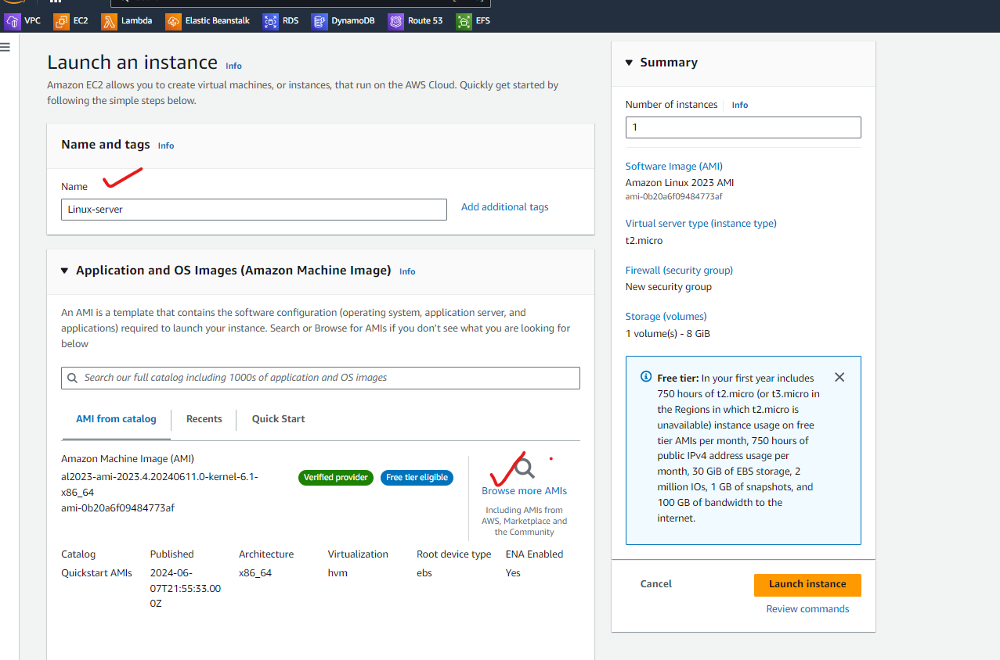 VPC EC2 Lambda Elastic Beanstalk RDS DynamoDB Route 53 EFS
Launch an instance Info
Amazon EC2 allows you to create virtual machines, or instances, that run on the AWS Cloud. Quickly get started by
following the simple steps below.
Name and tags Info
Name
Linux-server
Add additional tags
Application and OS Images (Amazon Machine Image) Info
An AMI is a template that contains the software configuration (operating system, application server, and
applications) required to launch your instance. Search or Browse for AMIs if you don't see what you are looking for
below
Search our full catalog including 1000s of application and OS images
AMI from catalog Recents Quick Start
Amazon Machine Image (AMI)
al2023-ami-2023.4.20240611.0-kernel-6.1-
x86_64
ami-0b20a6f09484773af
Verified provider Free tier eligible
Browse more AMIs
Including AMIs from
AWS, Marketplace and
the Community
Catalog Published Architecture Virtualization Root device type ENA Enabled
Quickstart AMIs 2024-06- x86_64 hvm ebs Yes
07T21:55:33.00
0Z
Summary
Number of instances Info
1
Software Image (AMI)
Amazon Linux 2023 AMI
ami-0b20a6f09484773af
Virtual server type (instance type)
t2.micro
Firewall (security group)
New security group
Storage (volumes)
1 volume(s) - 8 GiB
Free tier: In your first year includes
750 hours of t2.micro (or t3.micro in
the Regions in which t2.micro is
unavailable) instance usage on free
tier AMIs per month, 750 hours of
public IPv4 address usage per
month, 30 GiB of EBS storage, 2
million IOs, 1 GB of snapshots, and
100 GB of bandwidth to the
internet.
Cancel Launch instance
Review commands